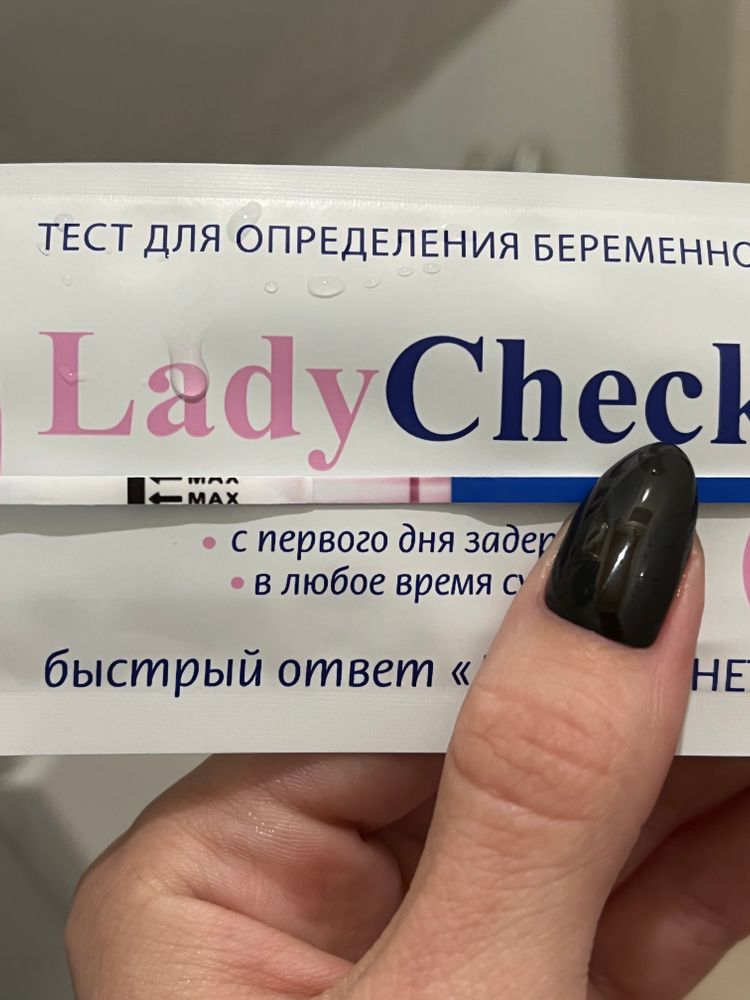 ТЕСТ ДЛЯ ОПРЕДЕЛЕНИЯ БЕРЕМЕННО
LadyCheck
MAX
MAX
• с первого дня задер
• в любое время су
быстрый ответ «
НЕТ